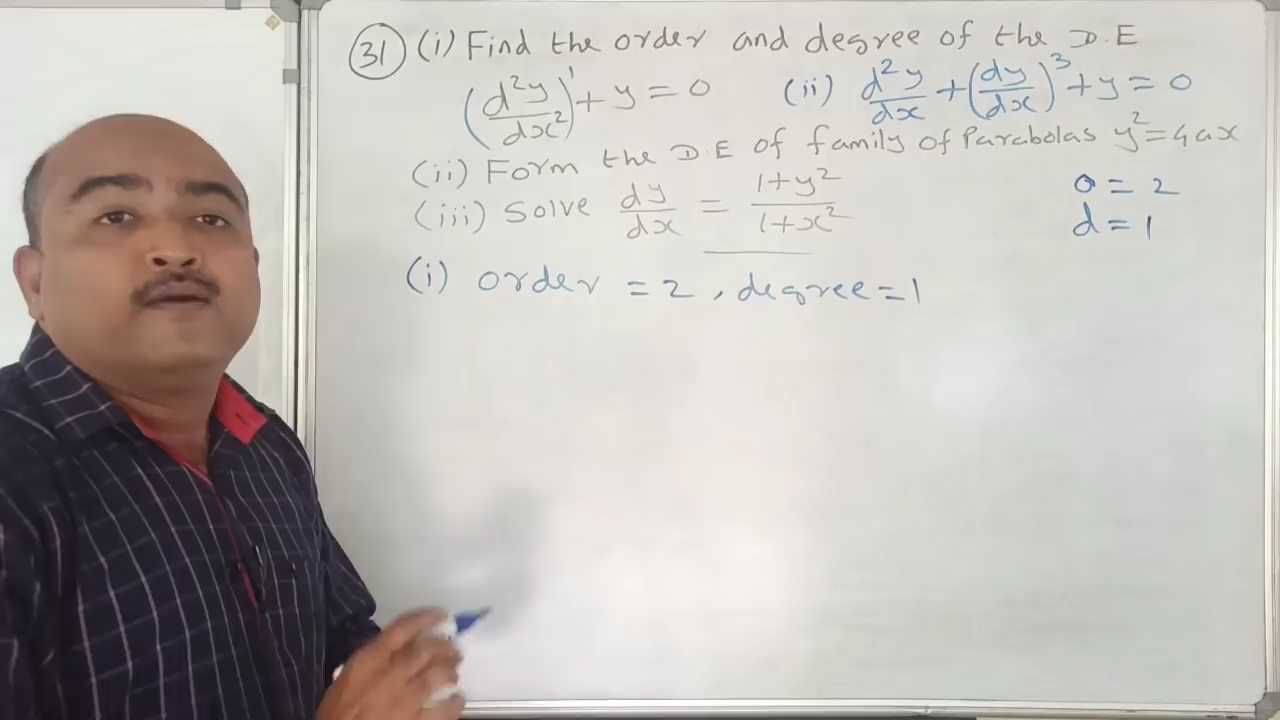 31 (i) Find the order and degree of the D.E
(d²y/dx²)¹ + y = 0 (ii) d²y/dx + (dy/dx)³ + y = 0
(ii) Form the D.E of family of Parabolas y² = 4ax
(iii) Solve dy/dx = 1+y²/1+x²
o = 2
d = 1
(i) order = 2, degree = 1